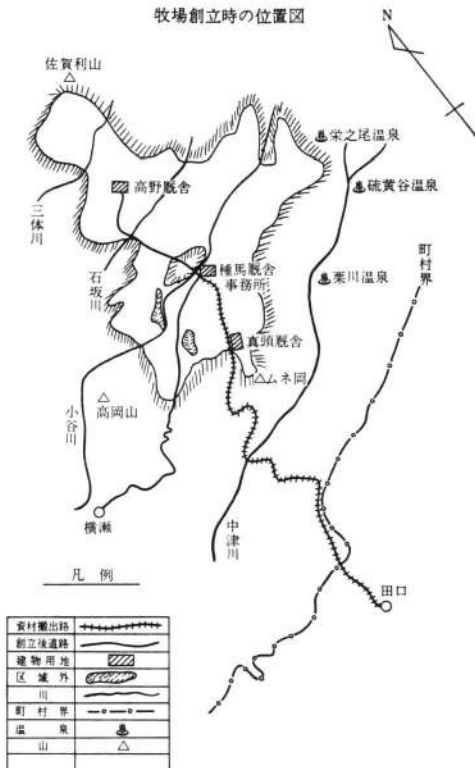 牧場創立時の位置図
N
佐賀利山
栄之尾温泉
高野厩舎
硫黄谷温泉
三体川
石坂川
種馬厩舎
事務所
栗川温泉
町村界
真頭厩舎
ムネ岡
高岡山
小谷川
横瀬
中津川
田口
凡例
資材搬出路
創立後道路
建物用地
区域外
川
町村界
温泉
山